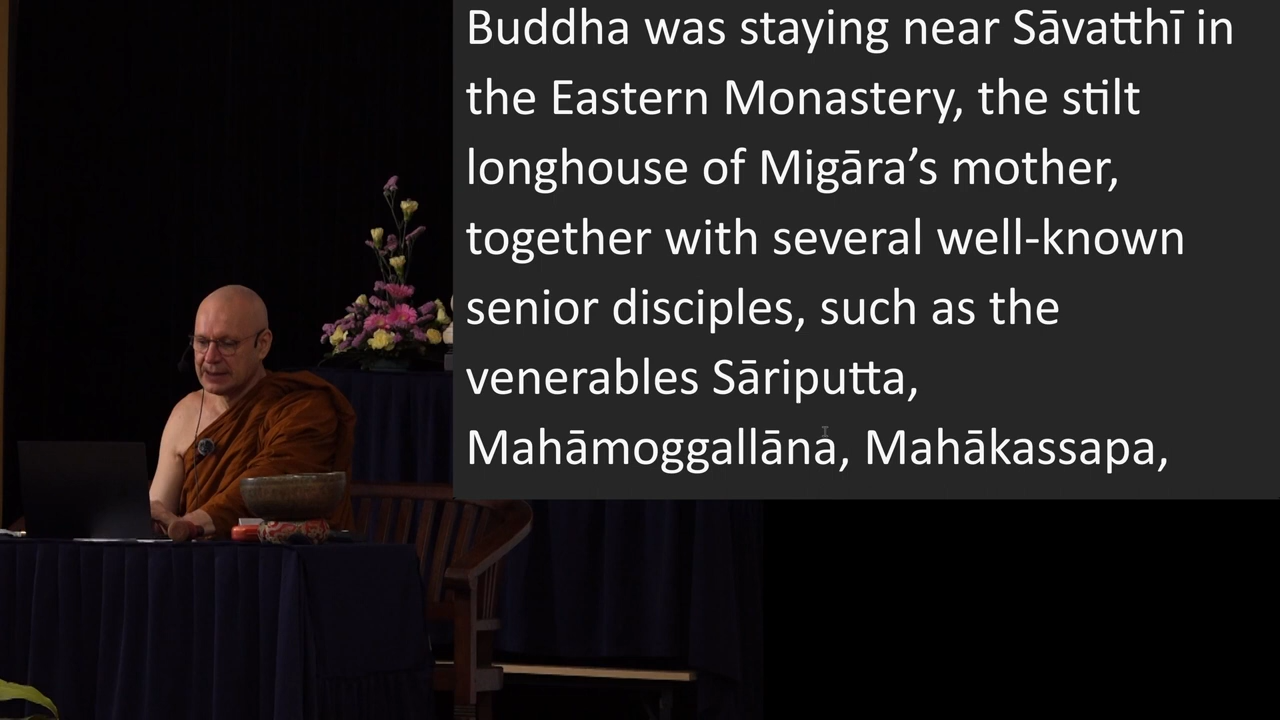 Buddha was staying near Sāvatthī in
the Eastern Monastery, the stilt
longhouse of Migāra’s mother,
together with several well-known
senior disciples, such as the
venerables Sāriputta,
Mahāmoggallāna, Mahākassapa,